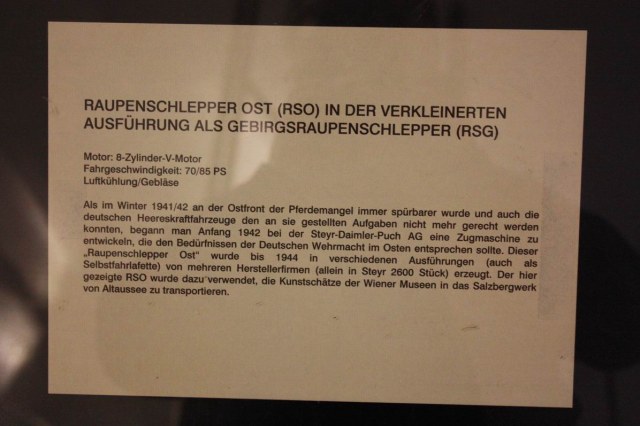 RAUPENSCHLEPPER OST (RSO) IN DER VERKLEINERTEN
AUSFÜHRUNG ALS GEBIRGSRAUPENSCHLEPPER (RSG)
Motor: 8-Zylinder-V-Motor
Fahrgeschwindigkeit: 70/85 PS
Luftkühlung/Gebläse
Als im Winter 1941/42 an der Ostfront der Pferdemangel immer spürbarer wurde und auch die
deutschen Heereskraftfahrzeuge den an sie gestellten Aufgaben nicht mehr gerecht werden
konnten, begann man Anfang 1942 bei der Steyr-Daimler-Puch AG eine Zugmaschine zu
entwickeln, die den Bedürfnissen der Deutschen Wehrmacht im Osten entsprechen sollte. Dieser
„Raupenschlepper Ost" wurde bis 1944 in verschiedenen Ausführungen (auch als
Selbstfahrlafette) von mehreren Herstellerfirmen (allein in Steyr 2600 Stück) erzeugt. Der hier
gezeigte RSO wurde dazu verwendet, die Kunstschätze der Wiener Museen in das Salzbergwerk
von Altaussee zu transportieren.